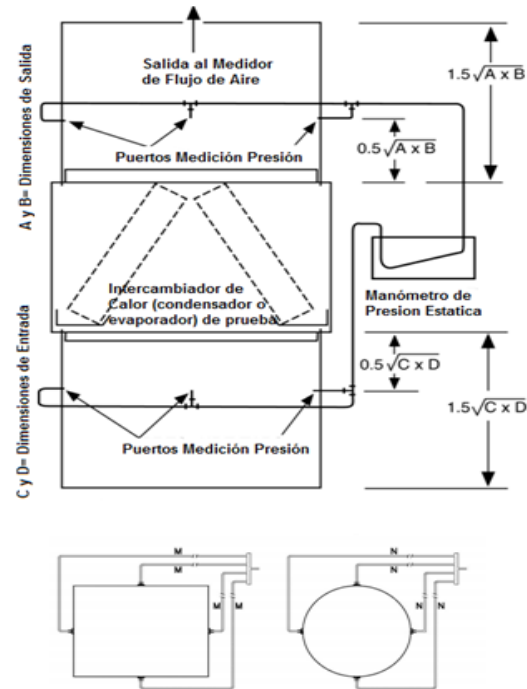 Salida al Medidor
de Flujo de Aire
A y B= Dimensiones de Salida
1.5√A x B
Puertos Medición Presión
0.5√A x B
Intercambiador de
Calor (condensador o
evaporador) de prueba
Manómetro de
Presion Estatica
C y D= Dimensiones de Entrada
0.5√C x D
1.5√C x D
Puertos Medición Presión
M
M
M M
N
N
N N